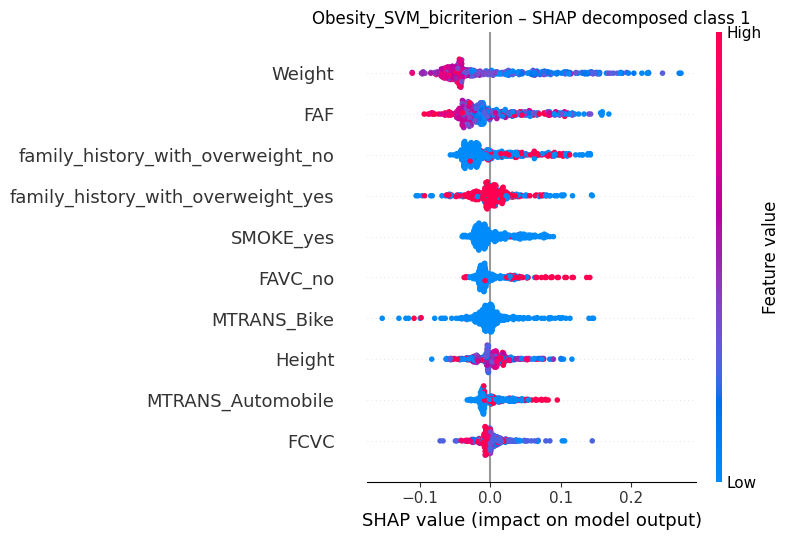 Obesity_SVM_bicriterion – SHAP decomposed class 1
High
Weight
FAF
family_history_with_overweight_no
family_history_with_overweight_yes
SMOKE_yes
FAVC_no
MTRANS_Bike
Height
MTRANS_Automobile
FCVC
Feature value
Low
−0.1 0.0 0.1 0.2
SHAP value (impact on model output)